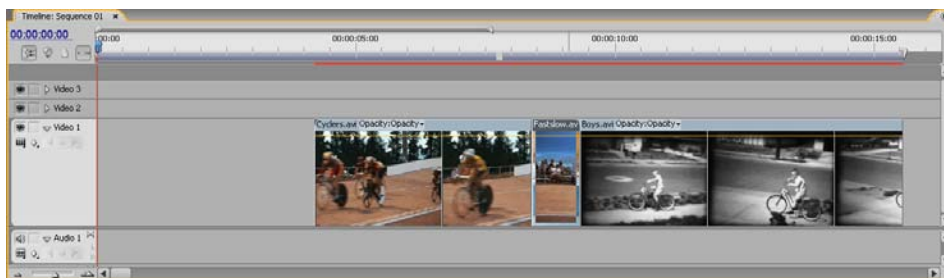 Timeline: Sequence 01
00:00:00:00
00:00
00:00:05:00
00:00:10:00
00:00:15:00
Video 3
Video 2
Video 1
Cyclers.avi Opacity:Opacity
Fastslow.avi
Boys.avi Opacity:Opacity
Audio 1